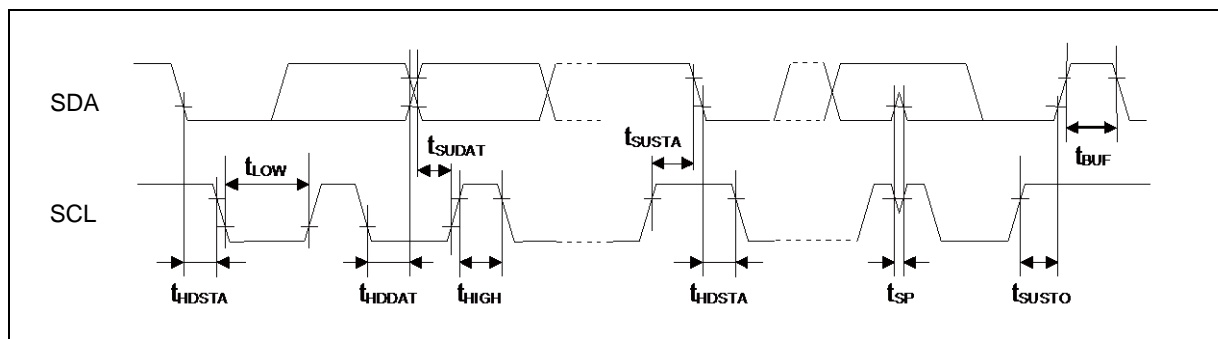 SDA
tSUDAT
tSUSTA
tBUF
tLOW
SCL
tHDSTA
tHDDAT
tHIGH
tHDSTA
tSP
tSUSTO